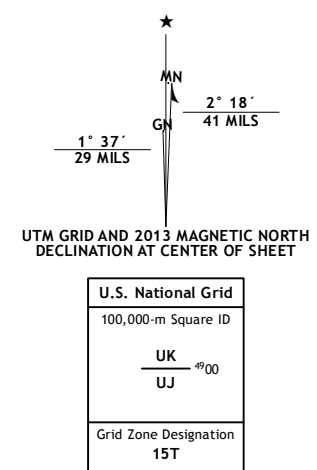 ★
MN
2° 18´
41 MILS
GN
1° 37´
29 MILS
UTM GRID AND 2013 MAGNETIC NORTH
DECLINATION AT CENTER OF SHEET
U.S. National Grid
100,000-m Square ID
UK
4900
UJ
Grid Zone Designation
15T